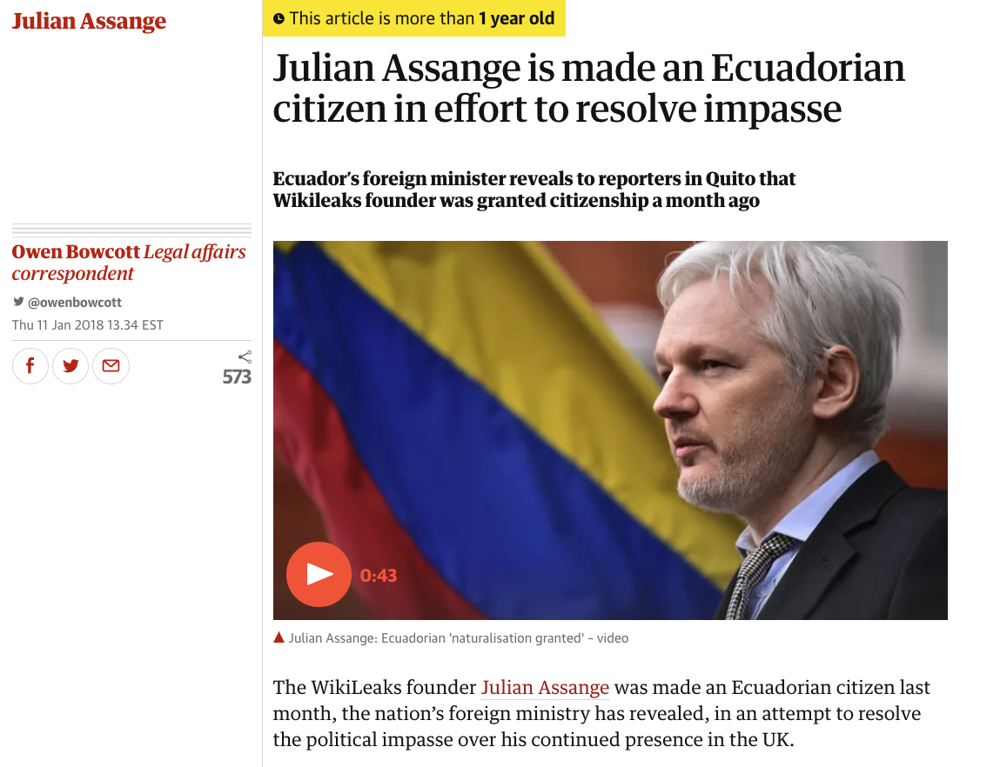 Julian Assange
This article is more than 1 year old
Julian Assange is made an Ecuadorian
citizen in effort to resolve impasse
Ecuador’s foreign minister reveals to reporters in Quito that
Wikileaks founder was granted citizenship a month ago
Owen Bowcott Legal affairs
correspondent
@owenbowcott
Thu 11 Jan 2018 13.34 EST
573
0:43
Julian Assange: Ecuadorian 'naturalisation granted' – video
The WikiLeaks founder Julian Assange was made an Ecuadorian citizen last
month, the nation’s foreign ministry has revealed, in an attempt to resolve
the political impasse over his continued presence in the UK.